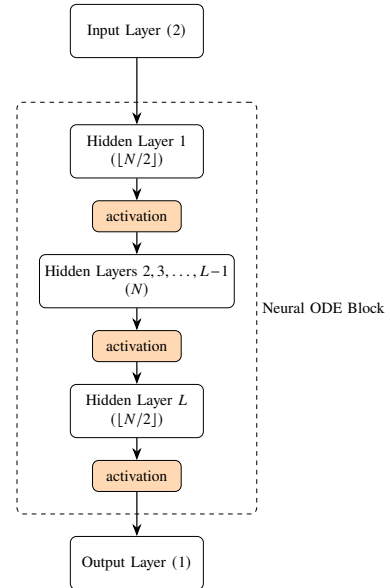 Input Layer (2)
Hidden Layer 1
(⌊N/2⌋)
activation
Hidden Layers 2, 3, . . . , L−1
(N)
Neural ODE Block
activation
Hidden Layer L
(⌊N/2⌋)
activation
Output Layer (1)